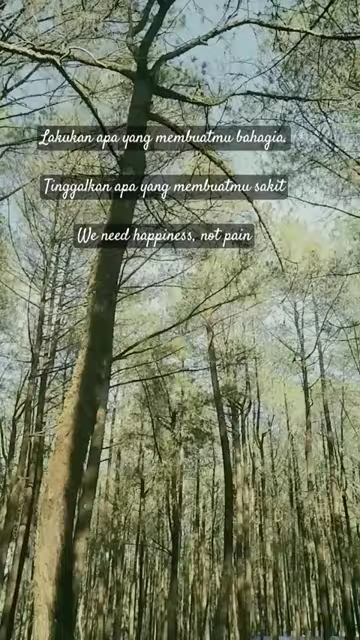 Lakukan apa yang membuatmu bahagia.
Tinggalkan apa yang membuatmu sakit
We need happiness, not pain